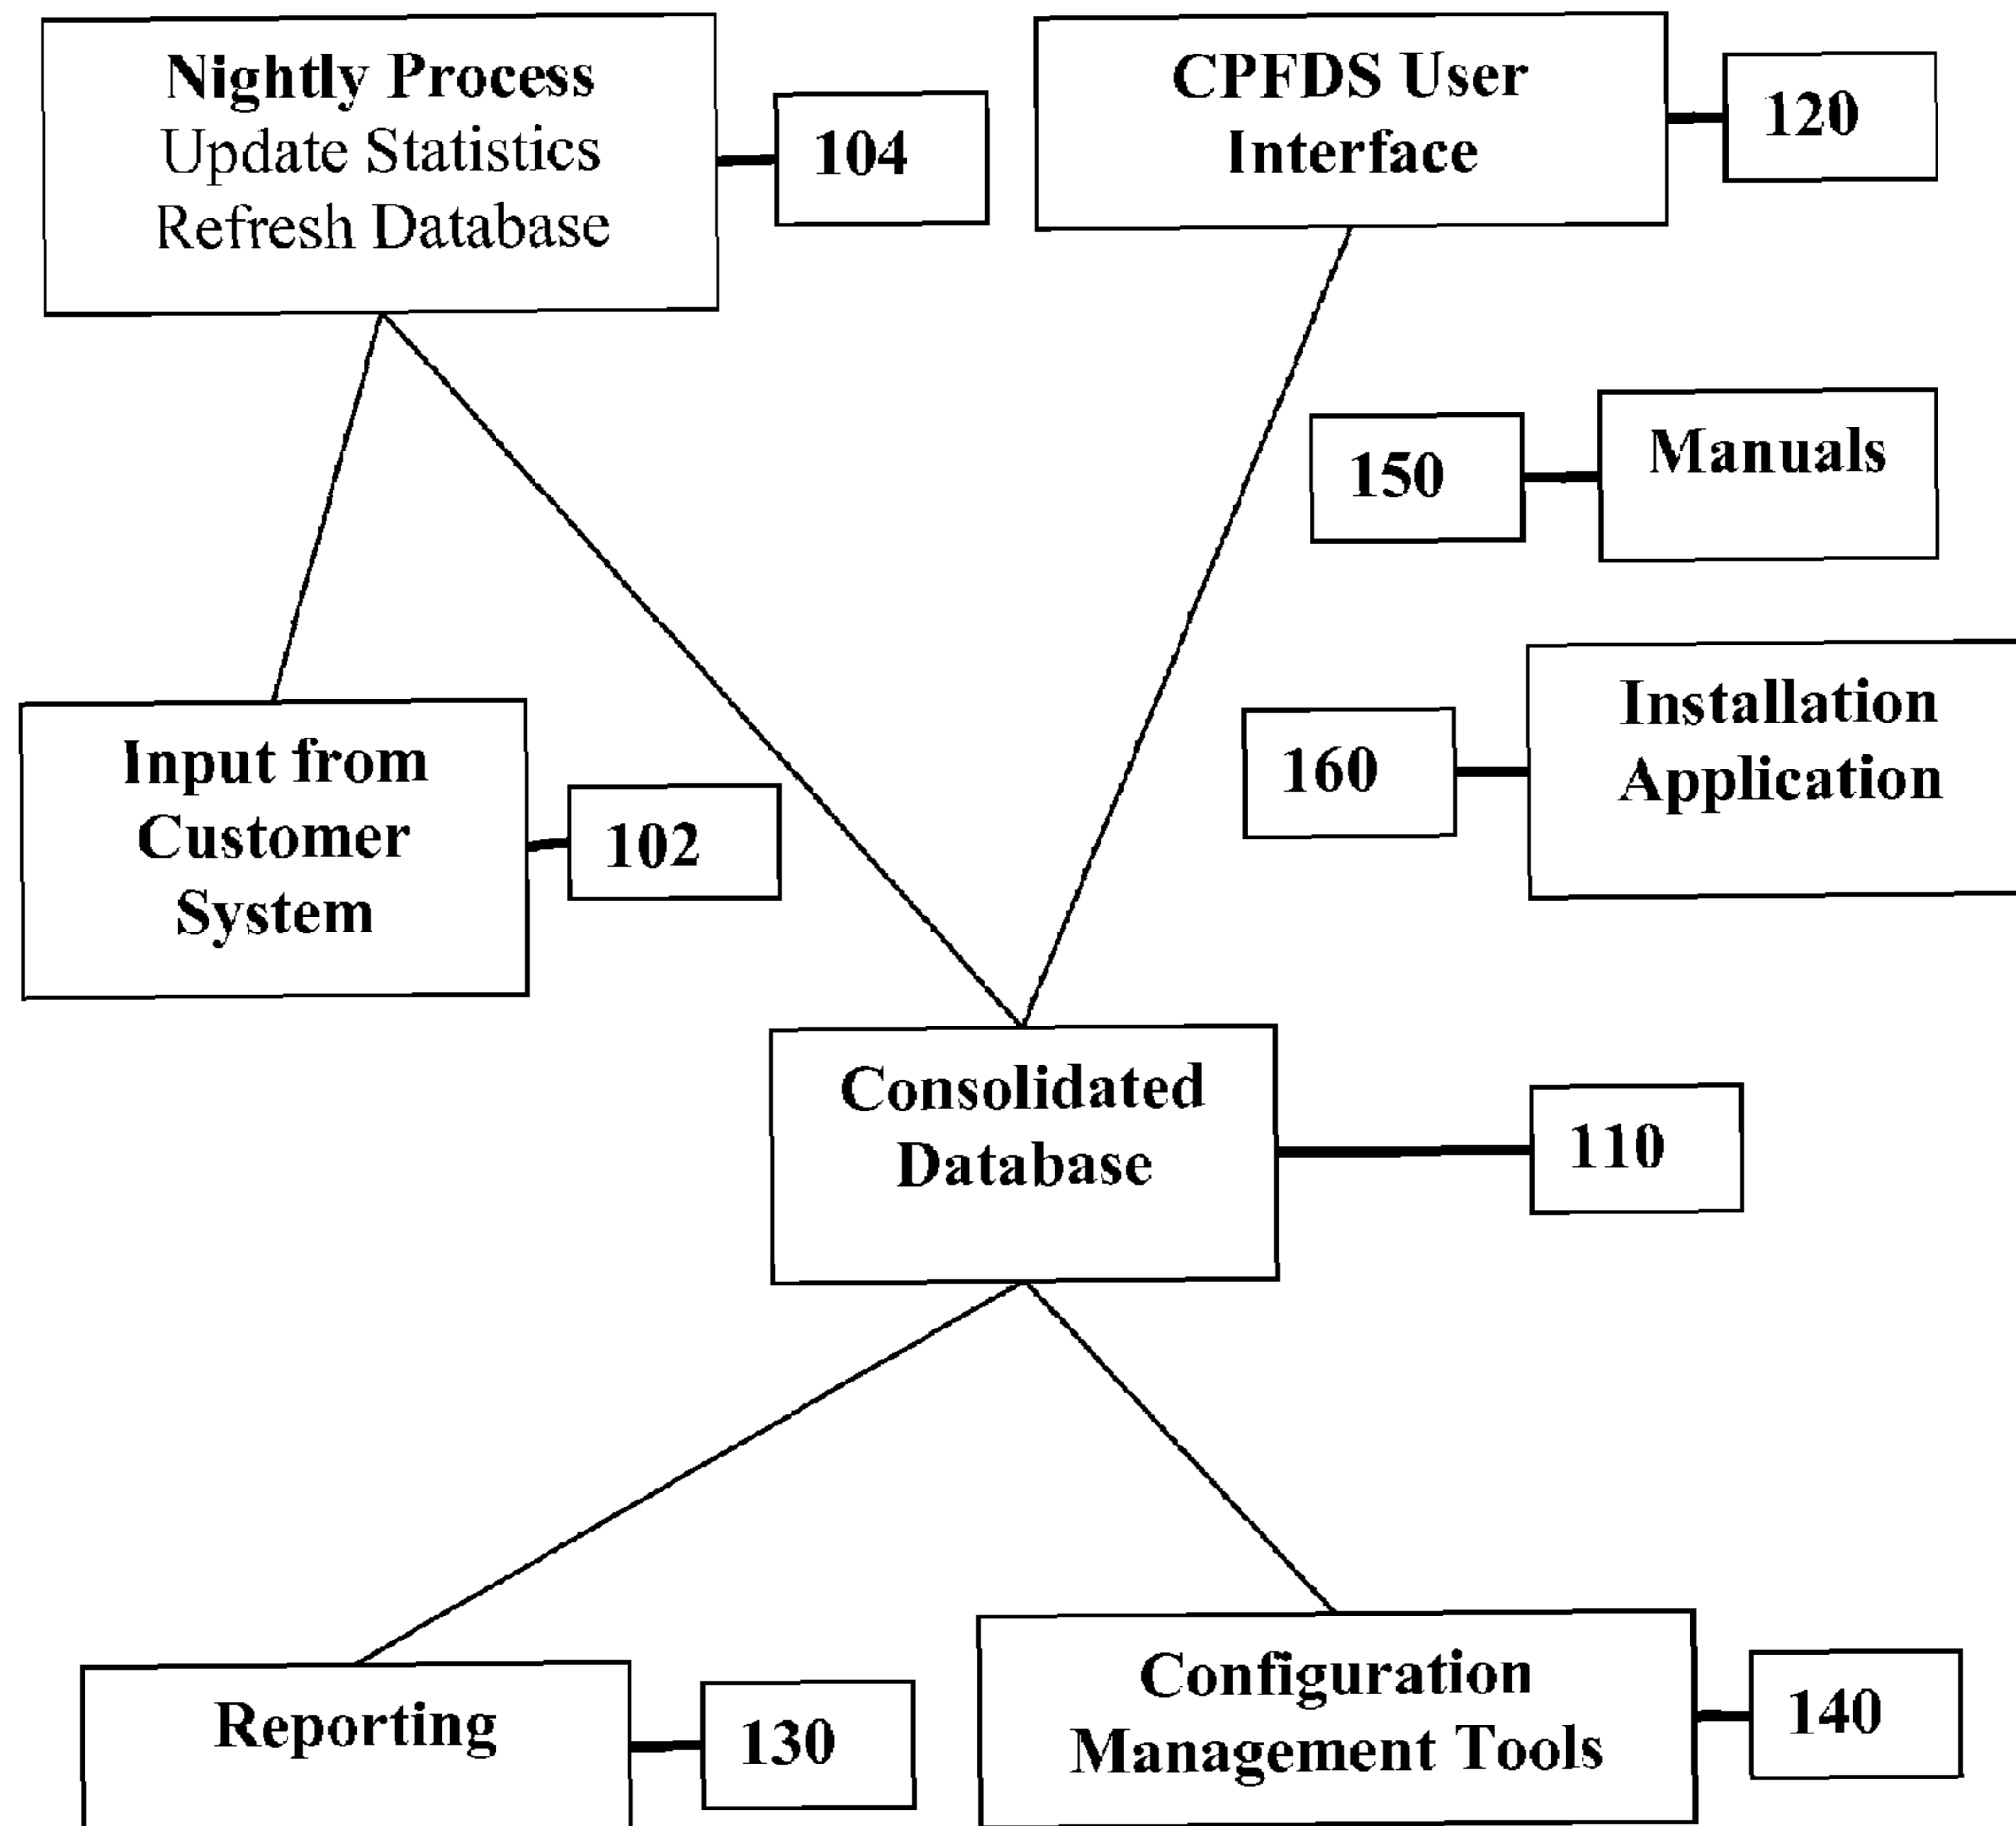 Nightly Process
Update Statistics
Refresh Database
104
CPFDS User
Interface
120
150
Manuals
160
Installation
Application
Input from
Customer
System
102
Consolidated
Database
110
Reporting
130
Configuration
Management Tools
140